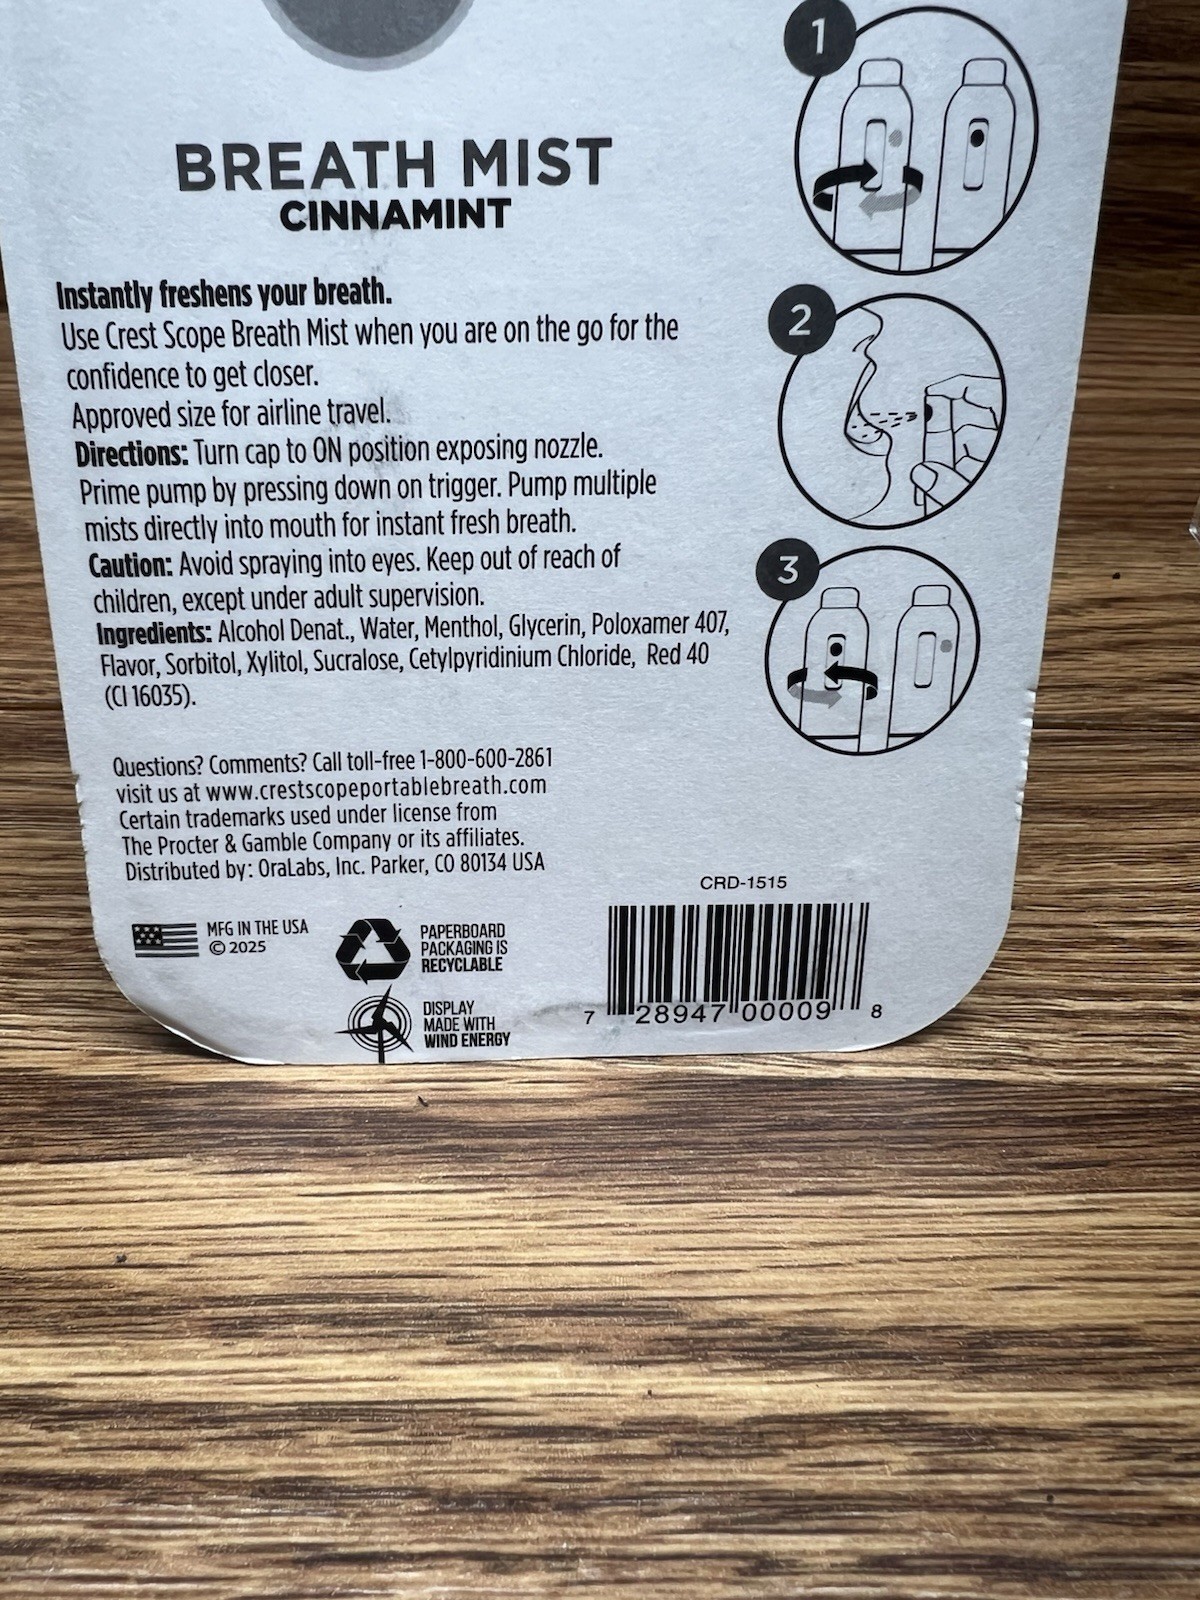 BREATH MIST
CINNAMINT
Instantly freshens your breath.
Use Crest Scope Breath Mist when you are on the go for the
confidence to get closer.
Approved size for airline travel.
Directions: Turn cap to ON position exposing nozzle.
Prime pump by pressing down on trigger. Pump multiple
mists directly into mouth for instant fresh breath.
Caution: Avoid spraying into eyes. Keep out of reach of
children, except under adult supervision.
Ingredients: Alcohol Denat., Water, Menthol, Glycerin, Poloxamer 407,
Flavor, Sorbitol, Xylitol, Sucralose, Cetylpyridinium Chloride, Red 40
(CI 16035).
Questions? Comments? Call toll-free 1-800-600-2861
visit us at www.crestscopeportablebreath.com
Certain trademarks used under license from
The Procter & Gamble Company or its affiliates.
Distributed by: OraLabs, Inc. Parker, CO 80134 USA
MFG IN THE USA
© 2025
PAPERBOARD
PACKAGING IS
RECYCLABLE
DISPLAY
MADE WITH
WIND ENERGY
CRD-1515
7 28947 00009 8
1
2
3